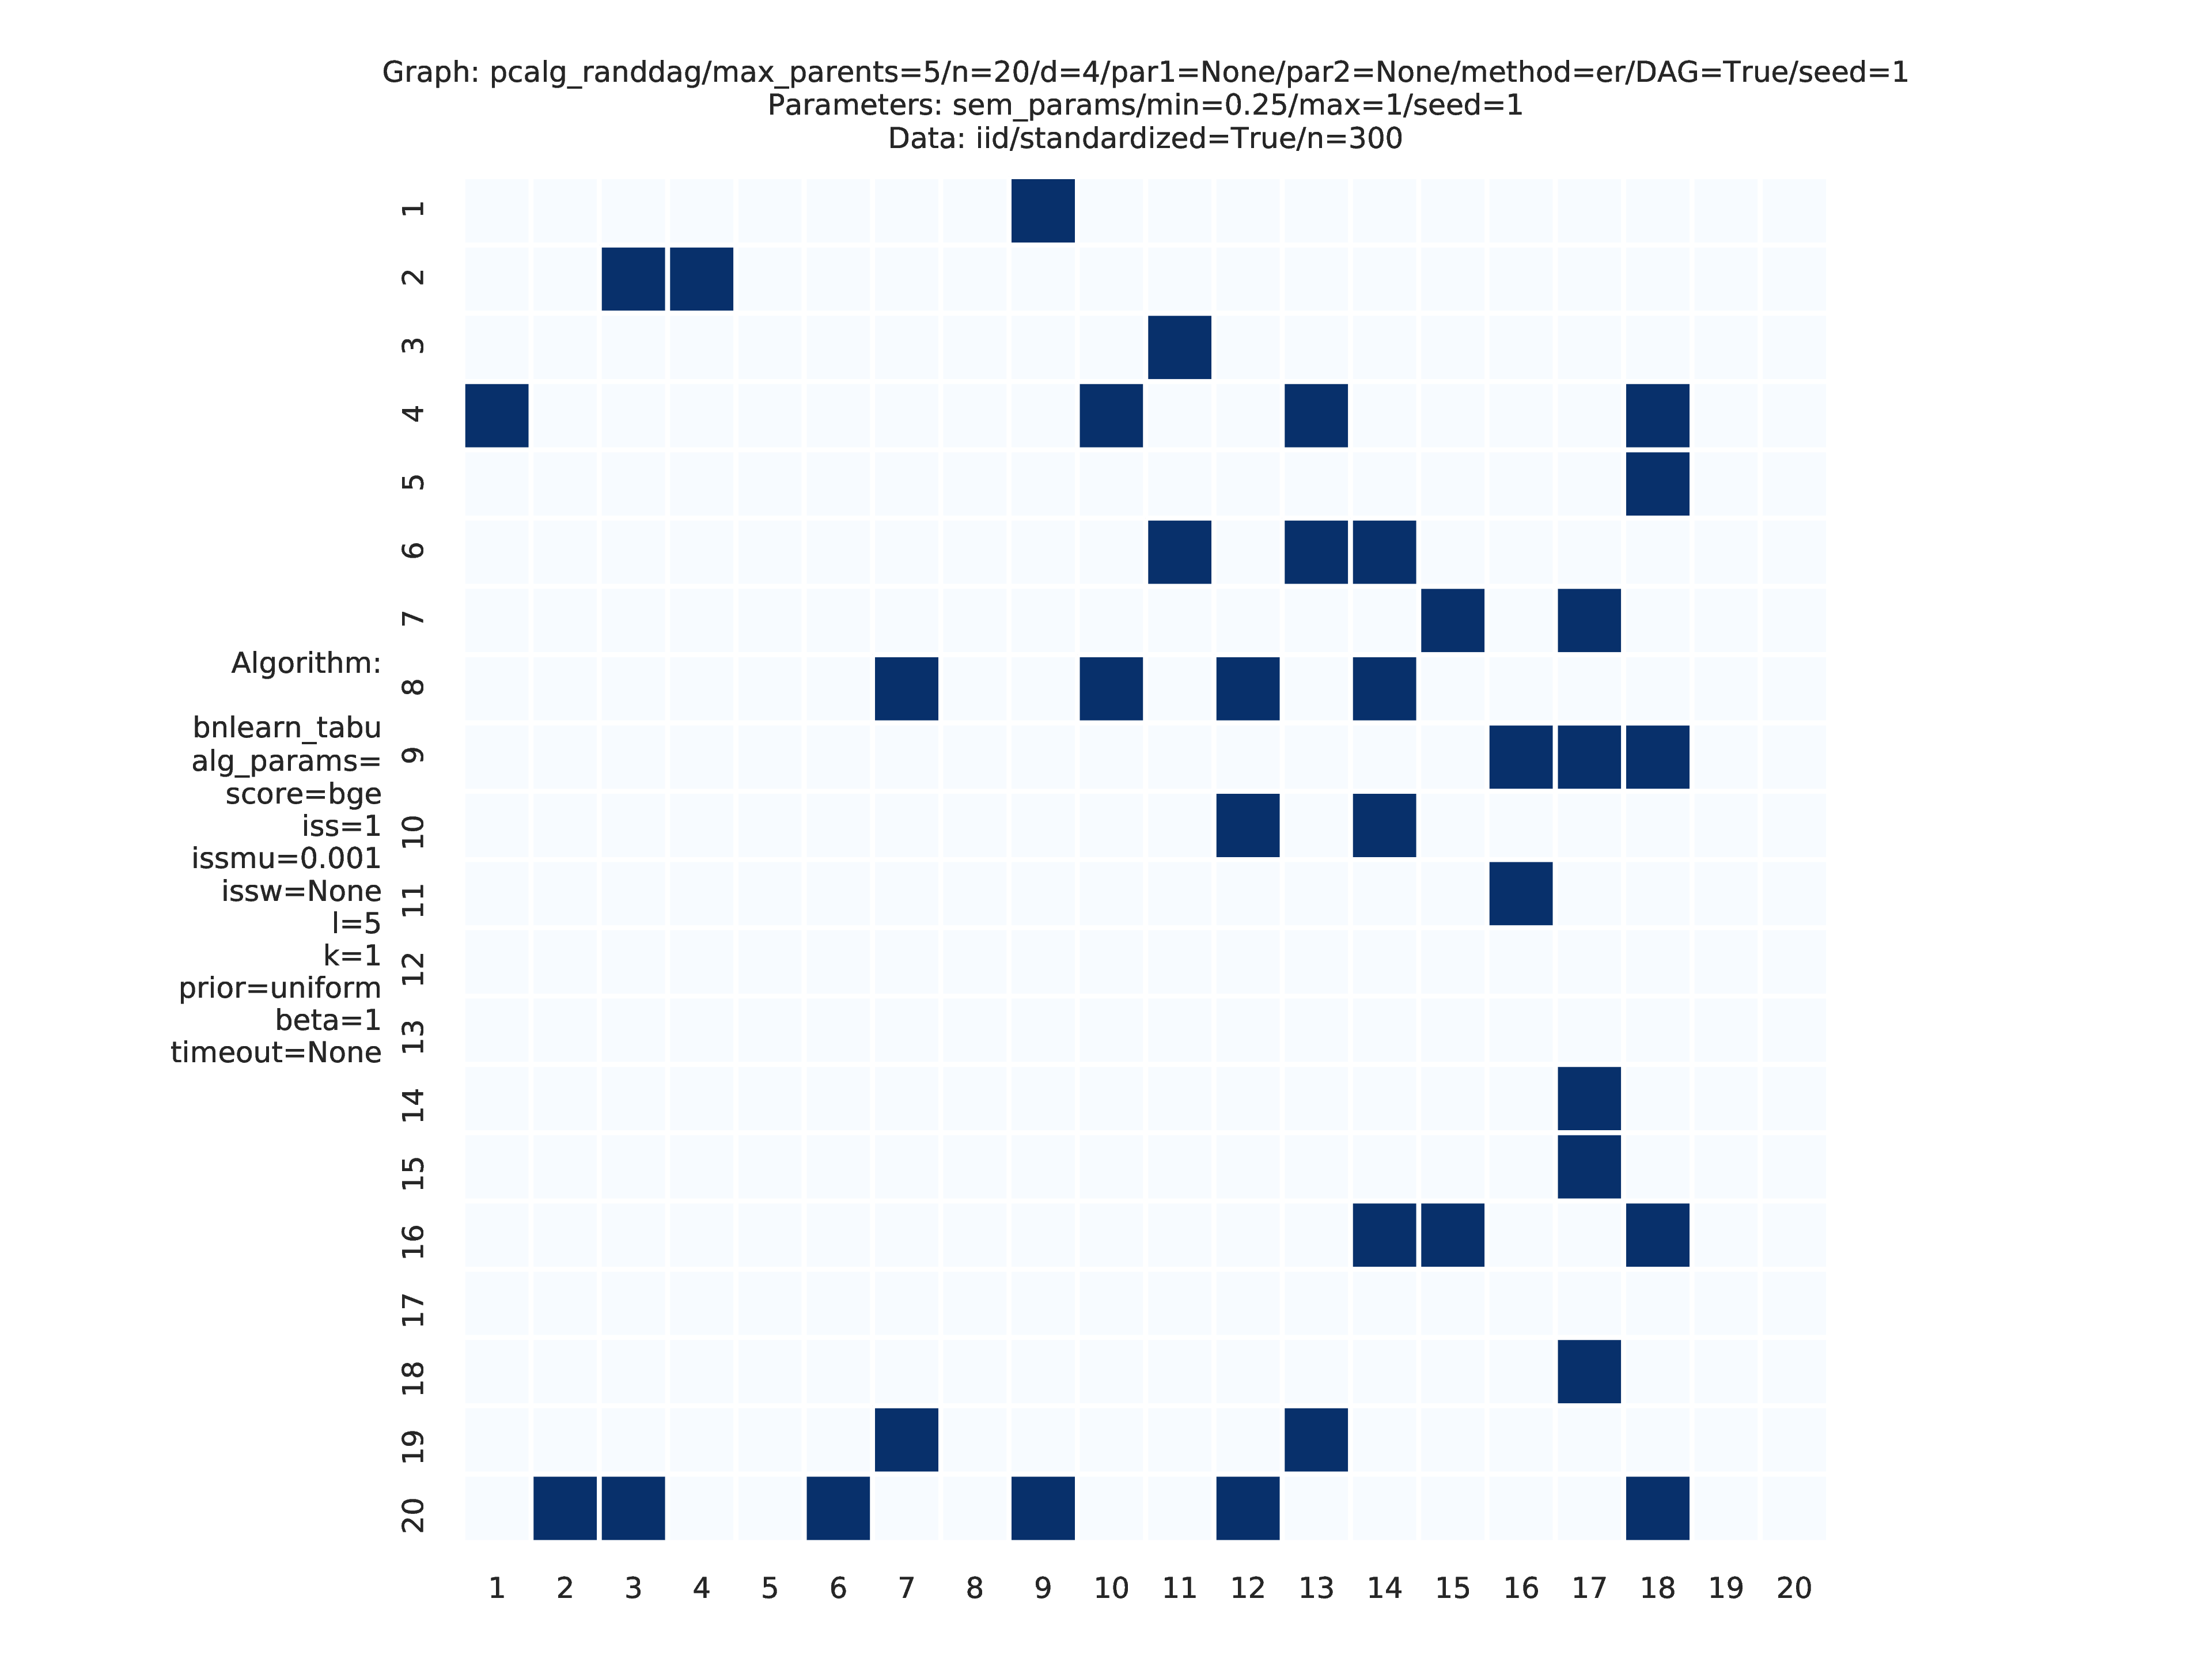 Graph: pcalg_randdag/max_parents=5/n=20/d=4/par1=None/par2=None/method=er/DAG=True/seed=1
Parameters: sem_params/min=0.25/max=1/seed=1
Data: iid/standardized=True/n=300
Algorithm:
bnlearn_tabu
alg_params=
score=bge
iss=1
issmu=0.001
issw=None
l=5
k=1
prior=uniform
beta=1
timeout=None
1
2
3
4
5
6
7
8
9
10
11
12
13
14
15
16
17
18
19
20
1 2 3 4 5 6 7 8 9 10 11 12 13 14 15 16 17 18 19 20